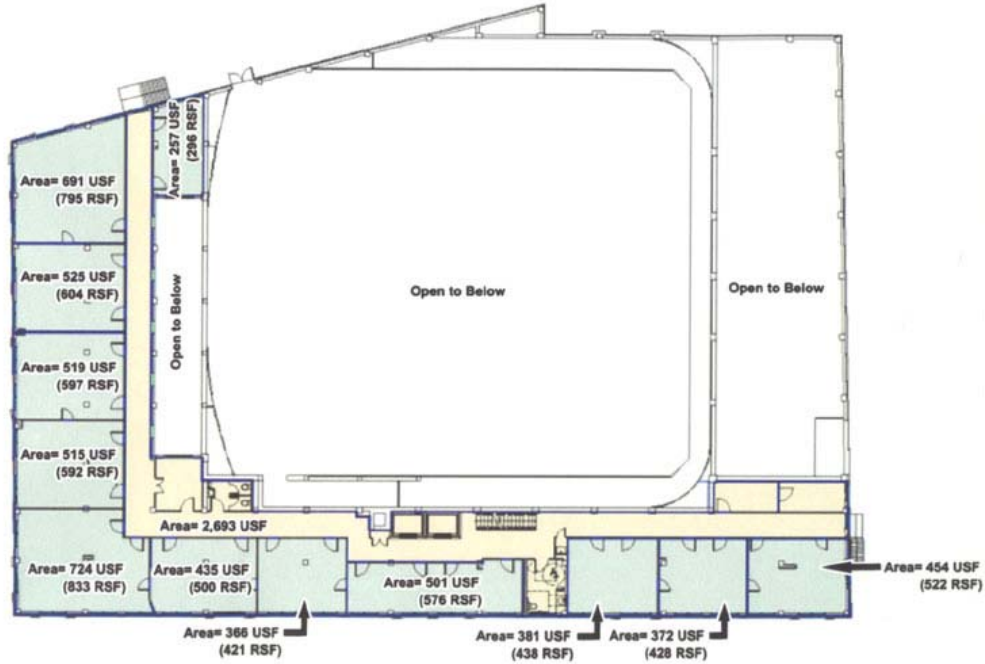 Area= 257 USF
(296 RSF)
Area= 691 USF
(795 RSF)
Area= 525 USF
(604 RSF)
Open to Below
Open to Below
Open to Below
Area= 519 USF
(597 RSF)
Area= 515 USF
(592 RSF)
Area= 2,693 USF
Area= 724 USF
(833 RSF)
Area= 435 USF
(500 RSF)
Area= 501 USF
(576 RSF)
Area= 454 USF
(522 RSF)
Area= 366 USF
(421 RSF)
Area= 381 USF
(438 RSF)
Area= 372 USF
(428 RSF)